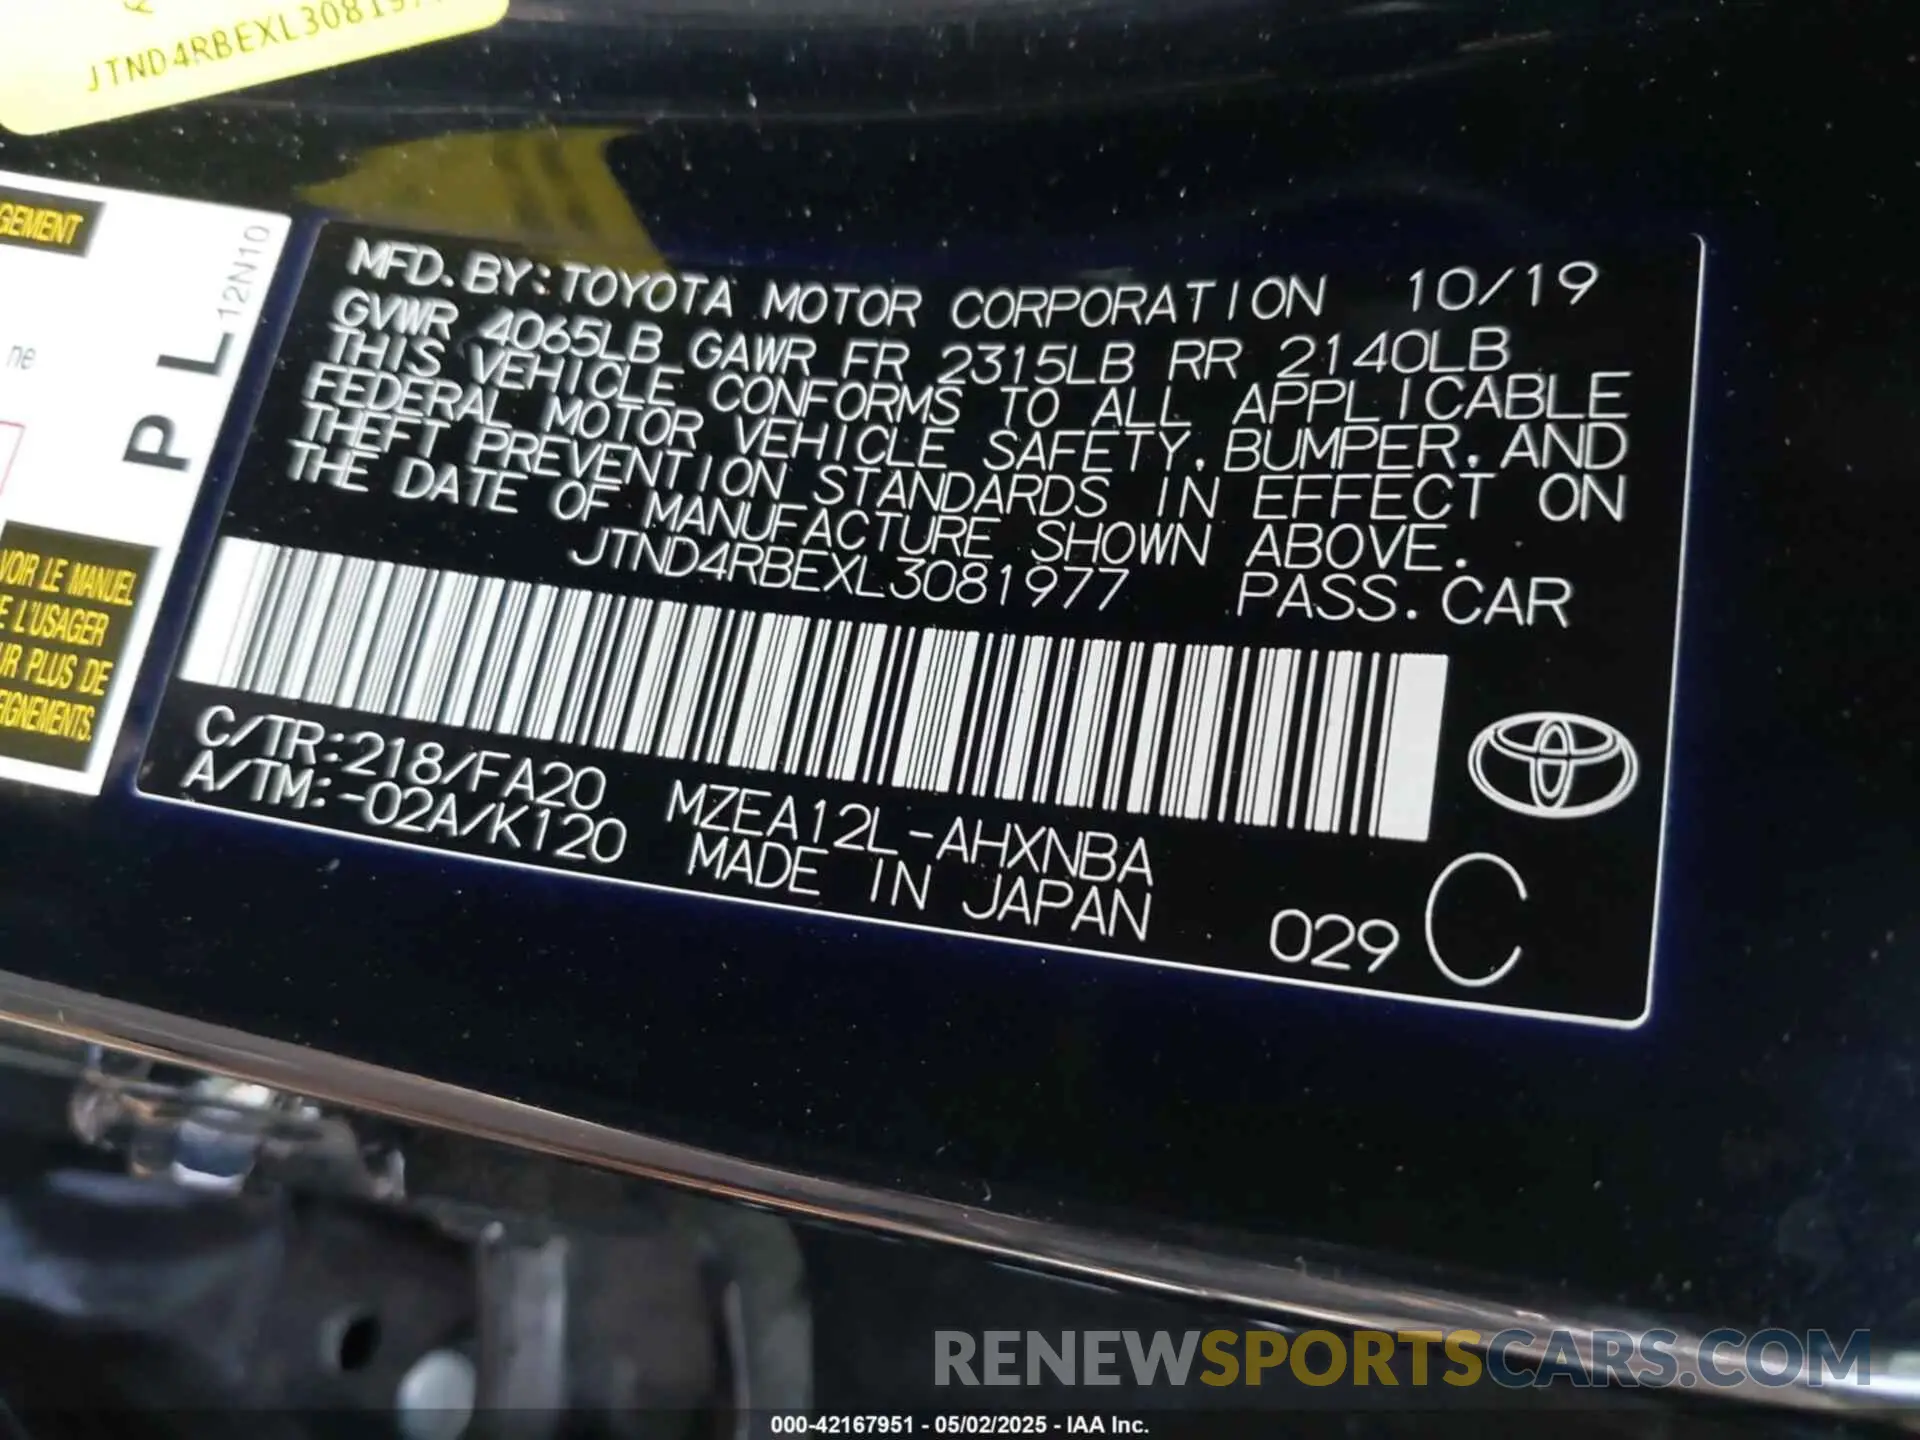 JTND4RBEXL308197
GEMENT
12N10
P L
ne
VOIR LE MANUEL
E L'USAGER
UR PLUS DE
EIGNEMENTS.
MFD. BY: TOYOTA MOTOR CORPORATION 10/19
GVWR 4065LB GAWR FR 2315LB RR 2140LB
THIS VEHICLE CONFORMS TO ALL APPLICABLE
FEDERAL MOTOR VEHICLE SAFETY, BUMPER, AND
THEFT PREVENTION STANDARDS IN EFFECT ON
THE DATE OF MANUFACTURE SHOWN ABOVE.
JTND4RBEXL3081977 PASS. CAR
C/TR:218/FA20 MZEA12L-AHXNBA
A/TM:-02A/K120 MADE IN JAPAN
029 C
RENEWSPORTSCARS.COM
000-42167951 - 05/02/2025 - IAA Inc.